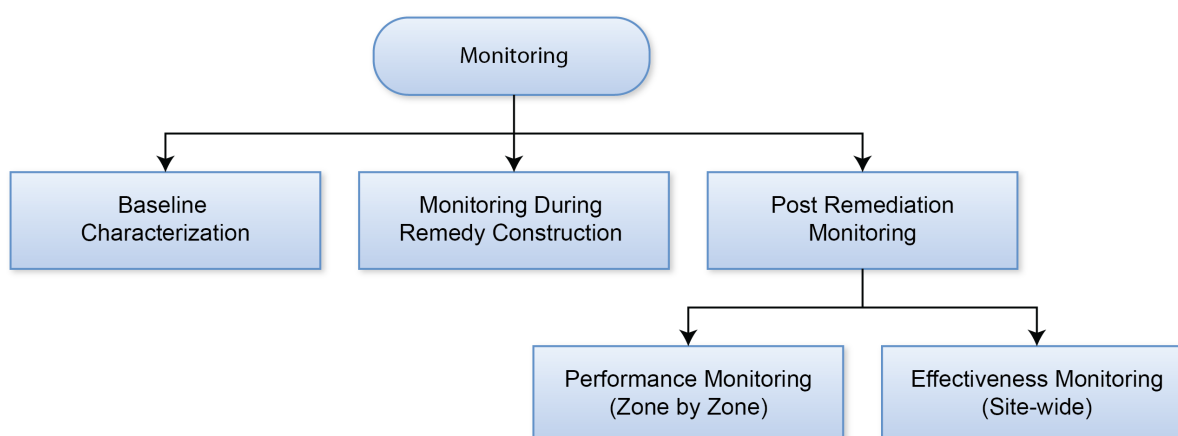 Monitoring
Baseline
Characterization
Monitoring During
Remedy Construction
Post Remediation
Monitoring
Performance Monitoring
(Zone by Zone)
Effectiveness Monitoring
(Site-wide)